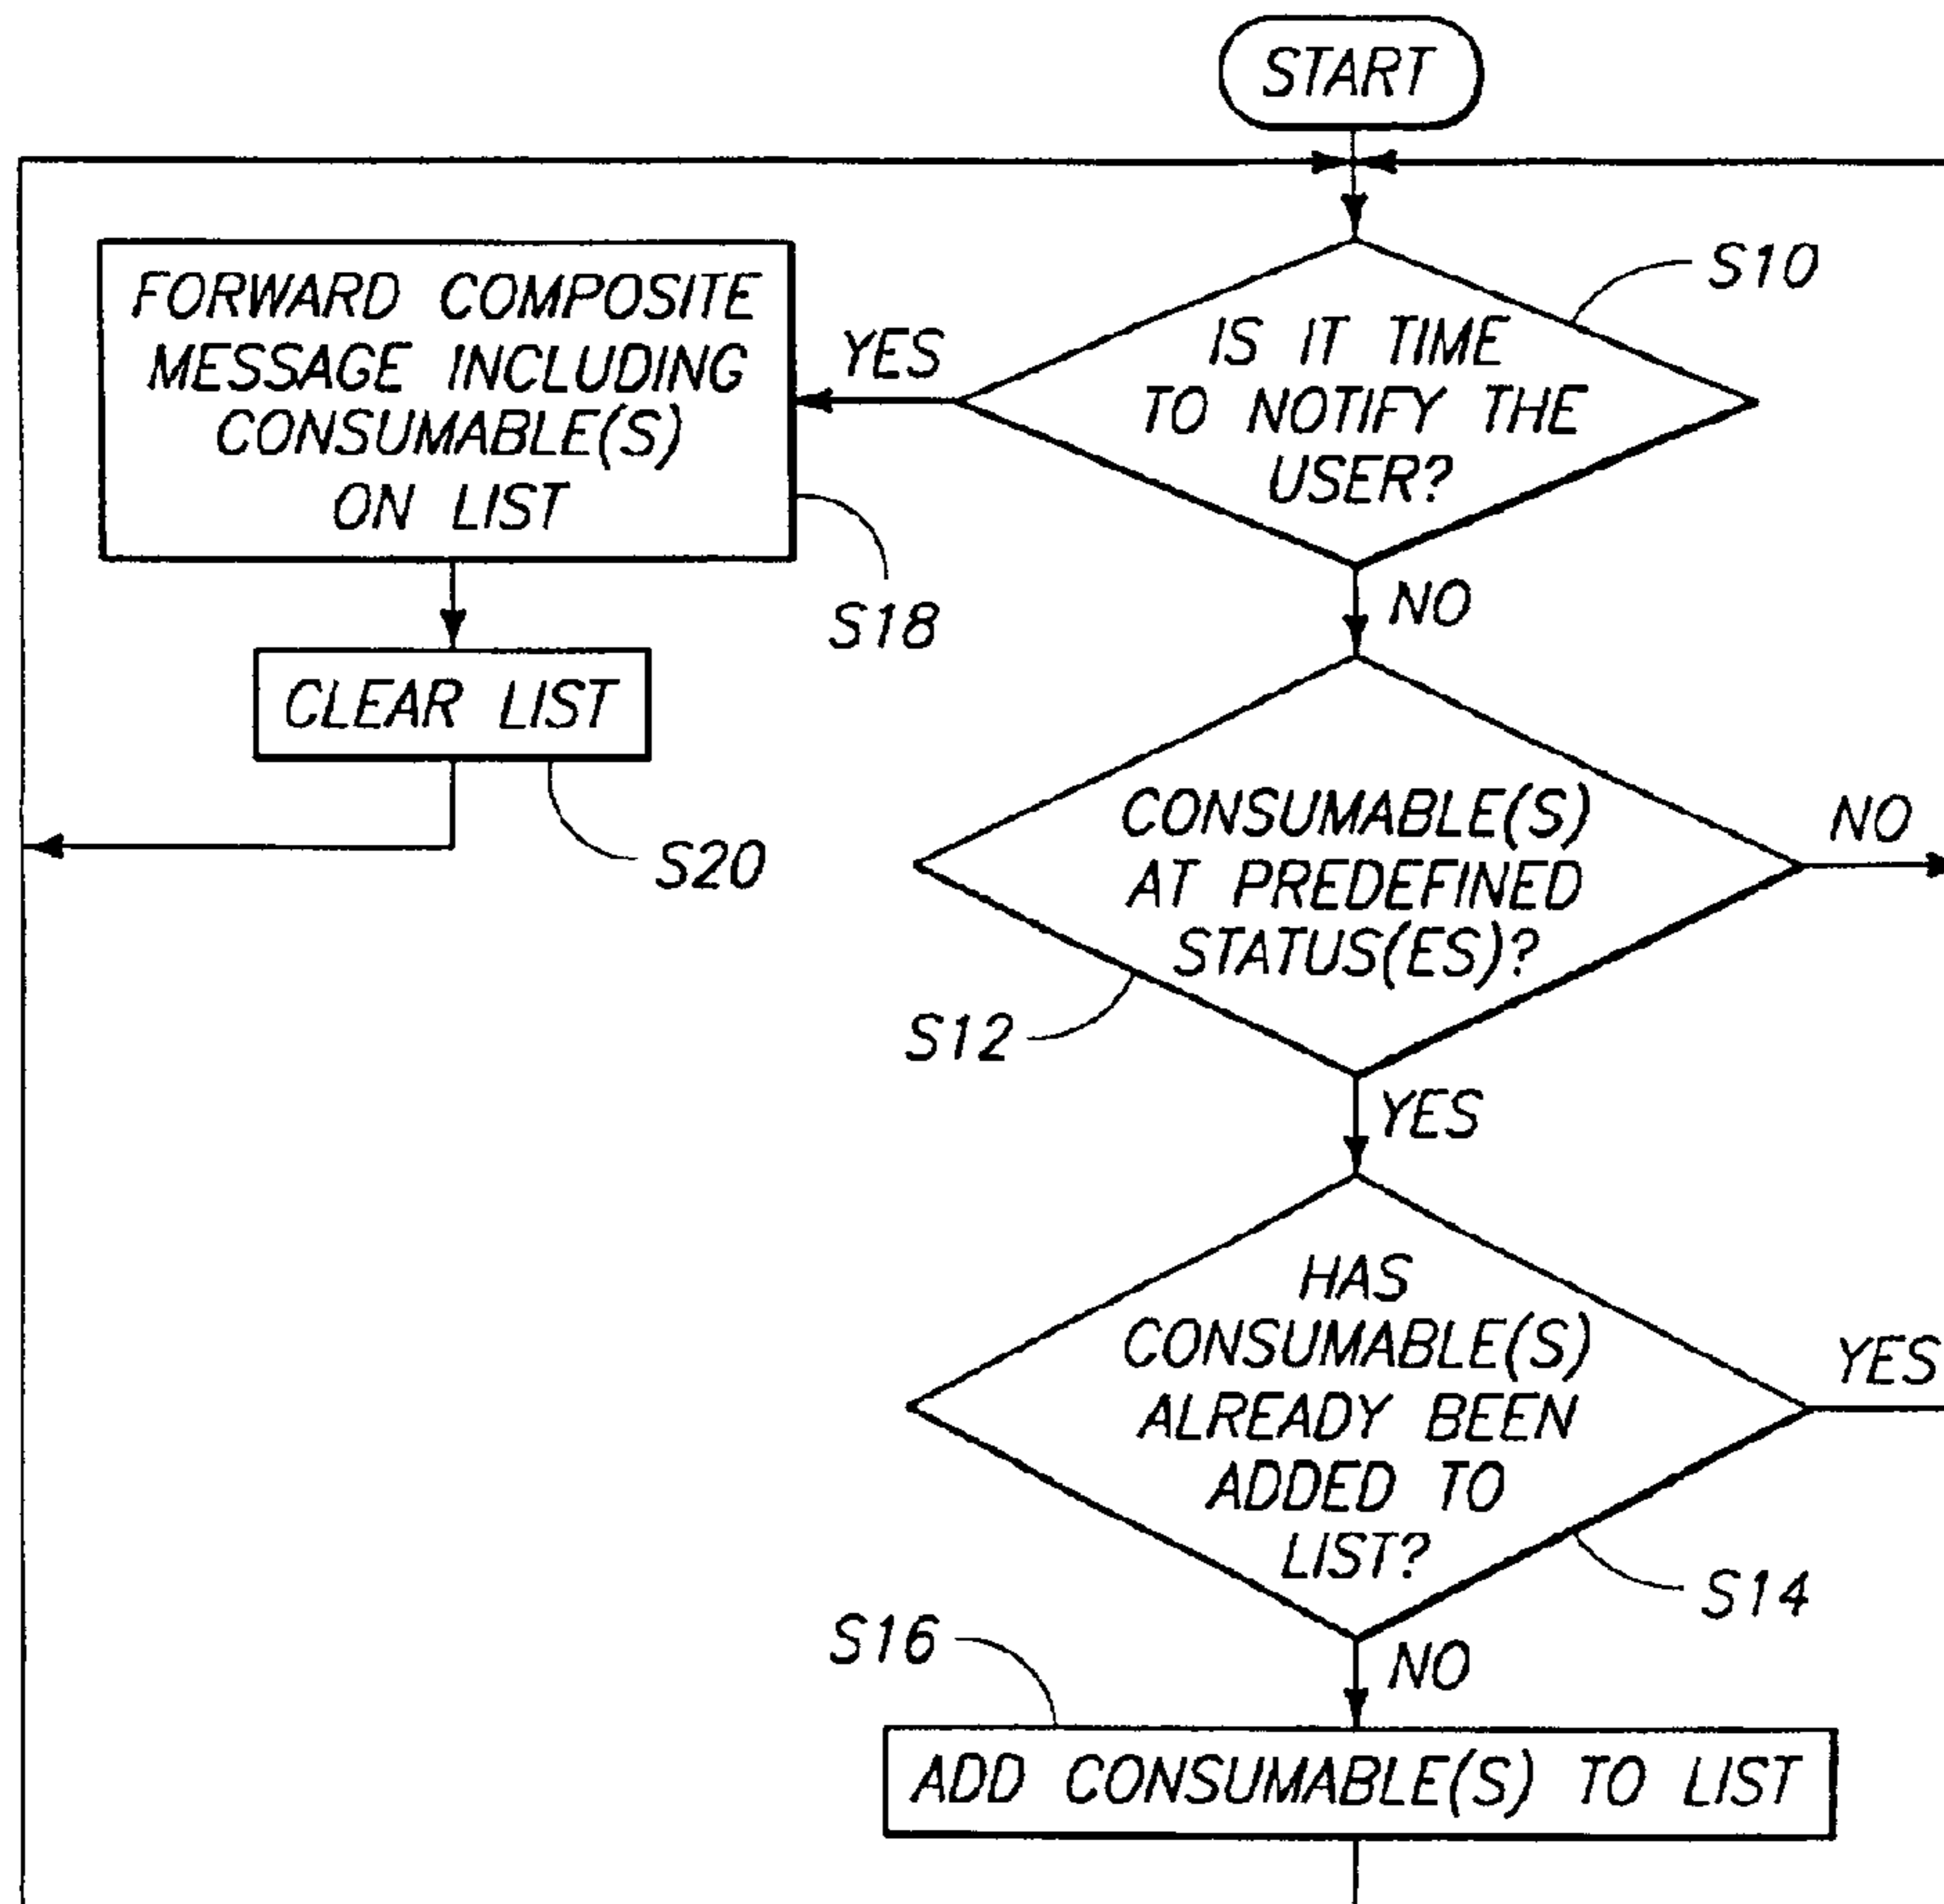 START
IS IT TIME
TO NOTIFY THE
USER?
S10
YES
FORWARD COMPOSITE
MESSAGE INCLUDING
CONSUMABLE(S)
ON LIST
S18
CLEAR LIST
S20
NO
CONSUMABLE(S)
AT PREDEFINED
STATUS(ES)?
S12
NO
YES
HAS
CONSUMABLE(S)
ALREADY BEEN
ADDED TO
LIST?
S14
YES
NO
S16
ADD CONSUMABLE(S) TO LIST